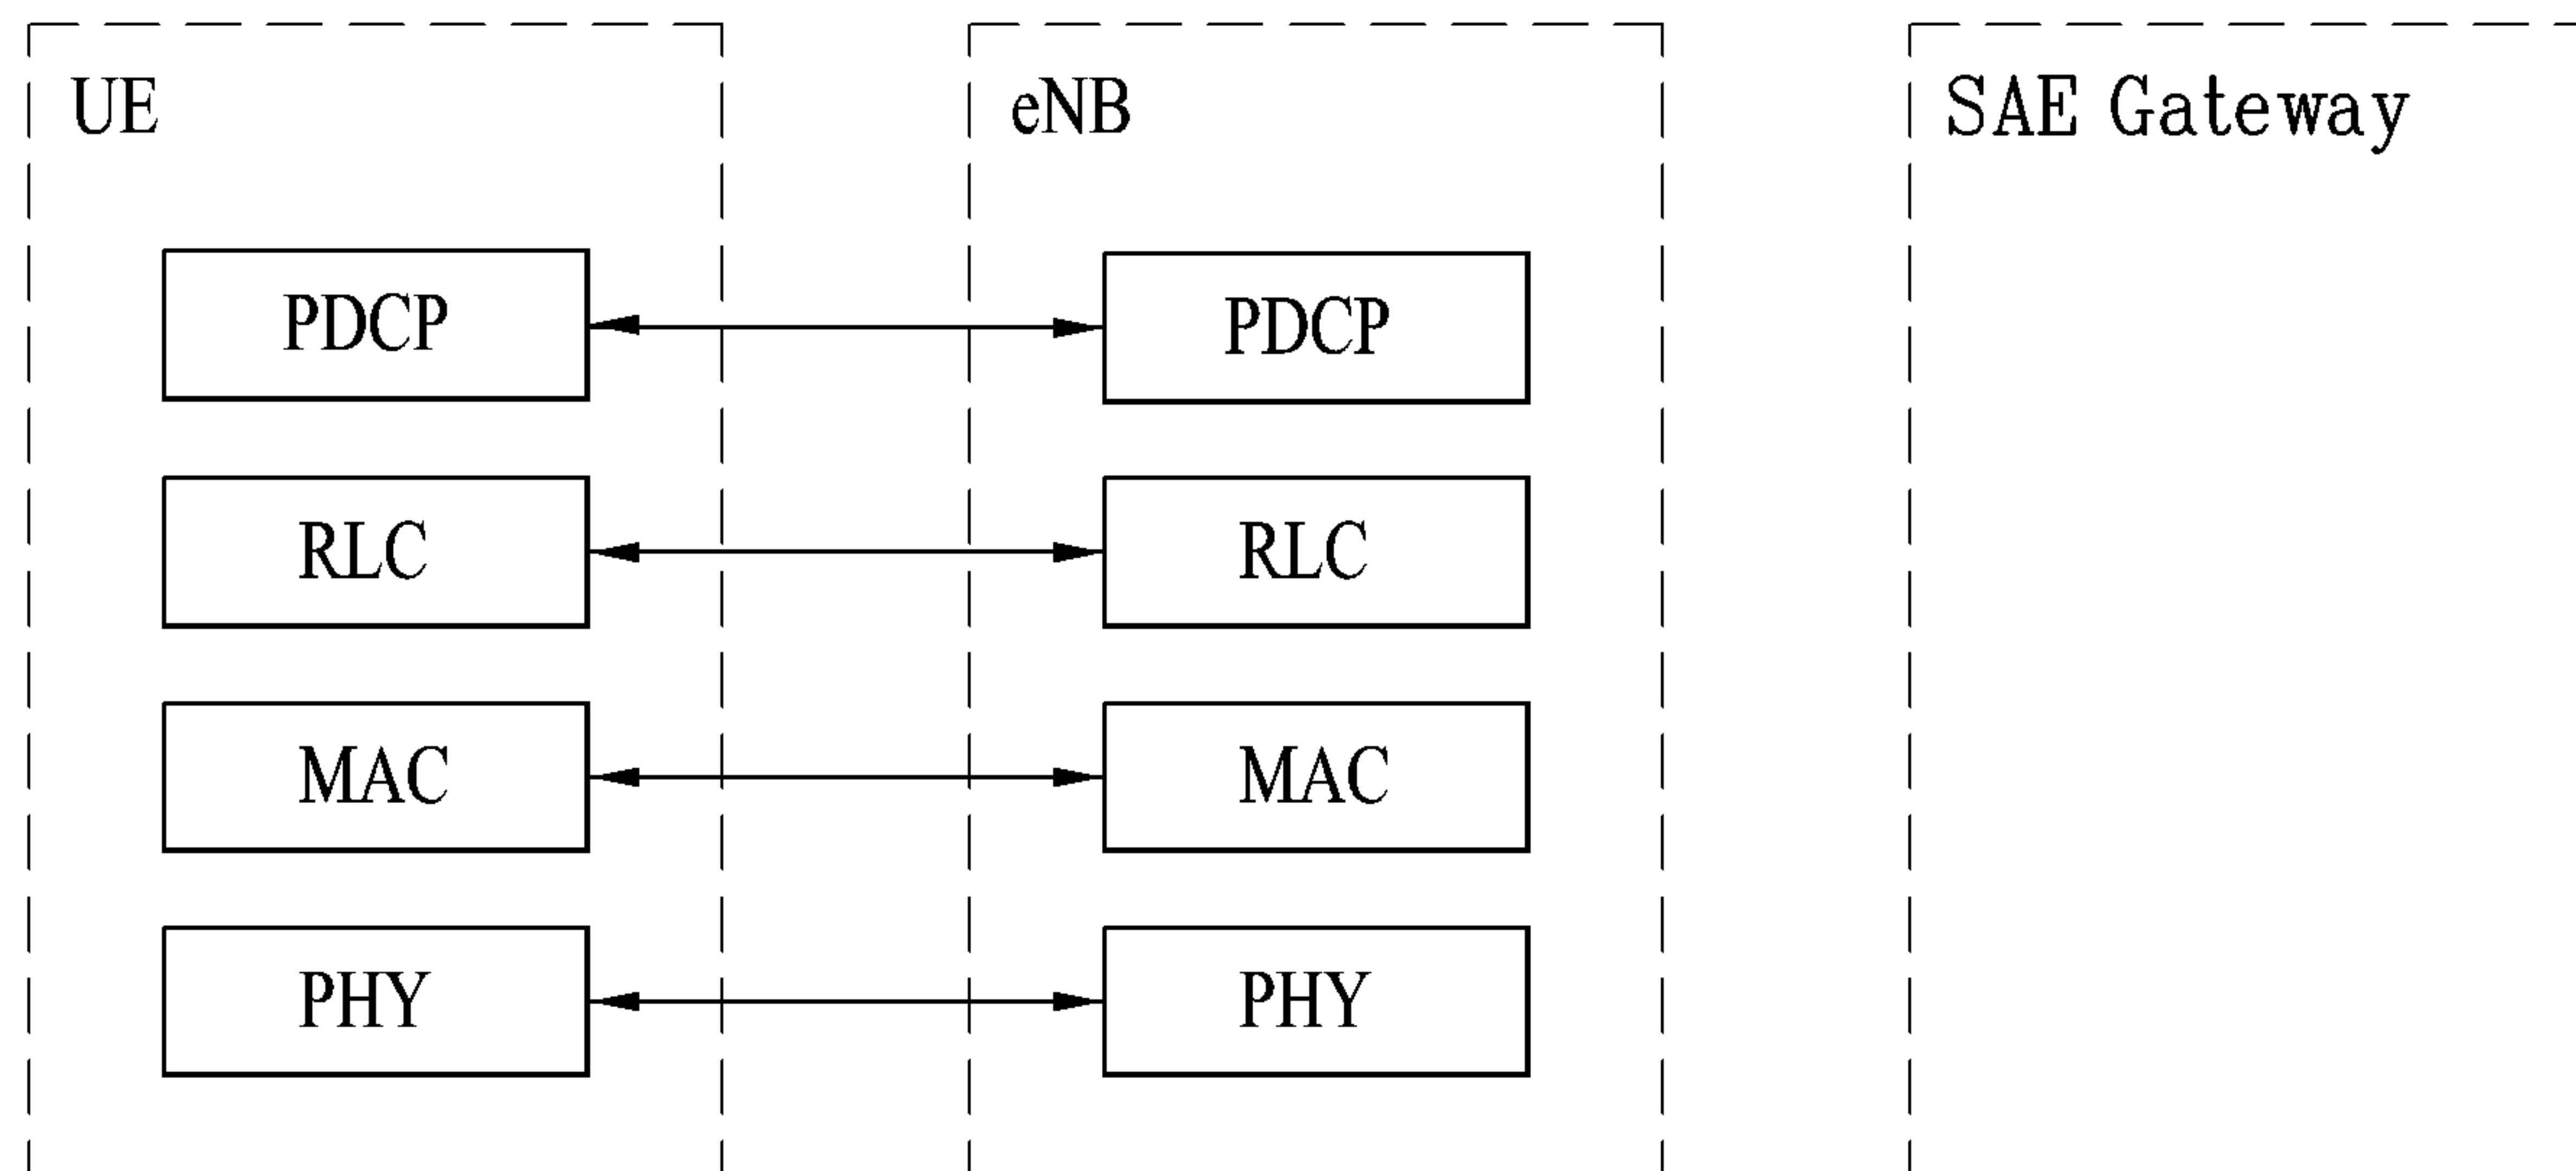 UE
eNB
SAE Gateway
PDCP
PDCP
RLC
RLC
MAC
MAC
PHY
PHY